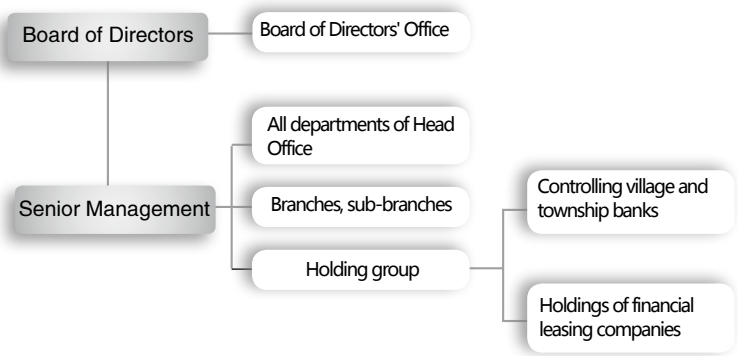 Board of Directors
Board of Directors' Office
All departments of Head
Office
Senior Management
Branches, sub-branches
Holding group
Controlling village and
township banks
Holdings of financial
leasing companies